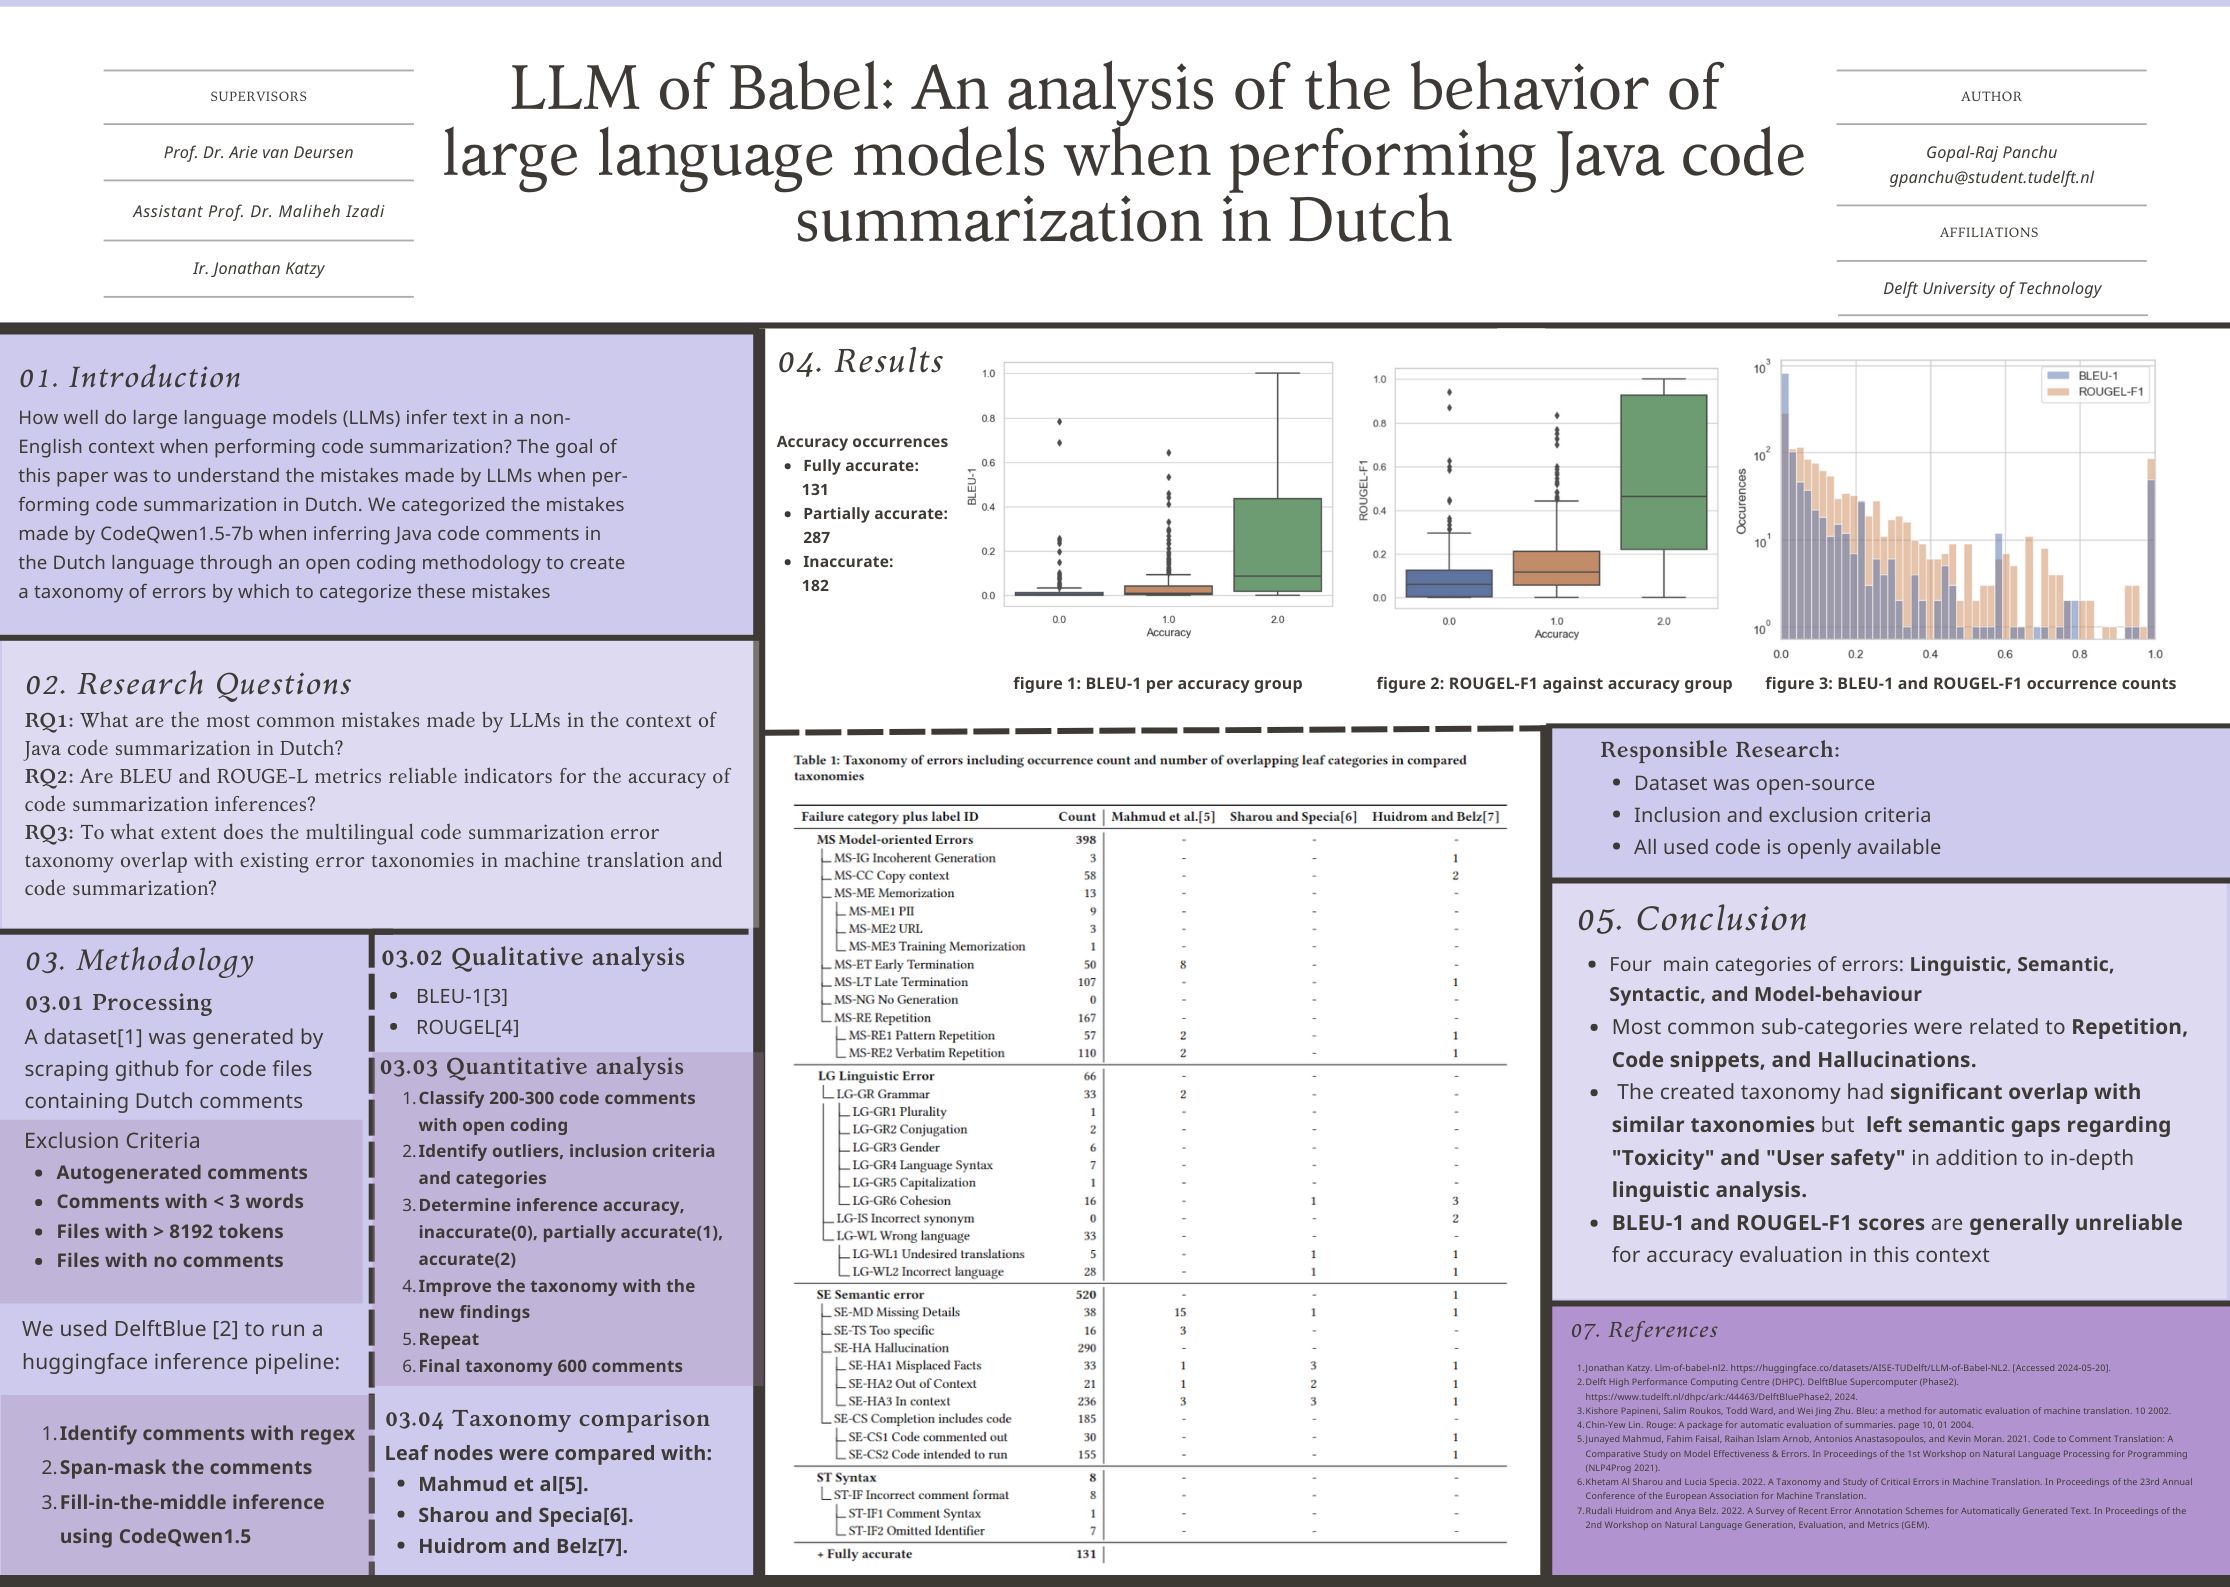 SUPERVISORS
Prof. Dr. Arie van Deursen
Assistant Prof. Dr. Maliheh Izadi
Ir. Jonathan Katzy
LLM of Babel: An analysis of the behavior of
large language models when performing Java code
summarization in Dutch
AUTHOR
Gopal-Raj Panchu
gpanchu@student.tudelft.nl
AFFILIATIONS
Delft University of Technology
01. Introduction
How well do large language models (LLMs) infer text in a non-
English context when performing code summarization? The goal of
this paper was to understand the mistakes made by LLMs when per-
forming code summarization in Dutch. We categorized the mistakes
made by CodeQwen1.5-7b when inferring Java code comments in
the Dutch language through an open coding methodology to create
a taxonomy of errors by which to categorize these mistakes
02. Research Questions
RQ1: What are the most common mistakes made by LLMs in the context of
Java code summarization in Dutch?
RQ2: Are BLEU and ROUGE-L metrics reliable indicators for the accuracy of
code summarization inferences?
RQ3: To what extent does the multilingual code summarization error
taxonomy overlap with existing error taxonomies in machine translation and
code summarization?
03. Methodology
03.01 Processing
A dataset[1] was generated by
scraping github for code files
containing Dutch comments
Exclusion Criteria
• Autogenerated comments
• Comments with < 3 words
• Files with > 8192 tokens
• Files with no comments
We used DelftBlue [2] to run a
huggingface inference pipeline:
1. Identify comments with regex
2. Span-mask the comments
3. Fill-in-the-middle inference
using CodeQwen1.5
03.02 Qualitative analysis
• BLEU-1[3]
• ROUGEL[4]
03.03 Quantitative analysis
1. Classify 200-300 code comments
with open coding
2. Identify outliers, inclusion criteria
and categories
3. Determine inference accuracy,
inaccurate(0), partially accurate(1),
accurate(2)
4. Improve the taxonomy with the
new findings
5. Repeat
6. Final taxonomy 600 comments
03.04 Taxonomy comparison
Leaf nodes were compared with:
• Mahmud et al[5].
• Sharou and Specia[6].
• Huidrom and Belz[7].
04. Results
Accuracy occurrences
• Fully accurate:
131
• Partially accurate:
287
• Inaccurate:
182
BLEU-1
1.0
0.8
0.6
0.4
0.2
0.0
0.0 1.0 2.0
Accuracy
figure 1: BLEU-1 per accuracy group
ROUGEL-F1
1.0
0.8
0.6
0.4
0.2
0.0
0.0 1.0 2.0
Accuracy
figure 2: ROUGEL-F1 against accuracy group
Occurences
10^3
10^2
10^1
10^0
BLEU-1
ROUGEL-F1
0.0 0.2 0.4 0.6 0.8 1.0
figure 3: BLEU-1 and ROUGEL-F1 occurrence counts
Table 1: Taxonomy of errors including occurrence count and number of overlapping leaf categories in compared
taxonomies
Failure category plus label ID Count Mahmud et al.[5] Sharou and Specia[6] Huidrom and Belz[7]
MS Model-oriented Errors 398 - - -
MS-IG Incoherent Generation 3 - - 1
MS-CC Copy context 58 - - 2
MS-ME Memorization 13 - - -
MS-ME1 PII 9 - - -
MS-ME2 URL 3 - - -
MS-ME3 Training Memorization 1 - - -
MS-ET Early Termination 50 8 - -
MS-LT Late Termination 107 - - 1
MS-NG No Generation 0 - - -
MS-RE Repetition 167 - - -
MS-RE1 Pattern Repetition 57 2 - 1
MS-RE2 Verbatim Repetition 110 2 - 1
LG Linguistic Error 66 - - -
LG-GR Grammar 33 2 - -
LG-GR1 Plurality 1 - - -
LG-GR2 Conjugation 2 - - -
LG-GR3 Gender 6 - - -
LG-GR4 Language Syntax 7 - - -
LG-GR5 Capitalization 1 - - -
LG-GR6 Cohesion 16 - 1 3
LG-IS Incorrect synonym 0 - - 2
LG-WL Wrong language 33 - - -
LG-WL1 Undesired translations 5 - 1 1
LG-WL2 Incorrect language 28 - 1 1
SE Semantic error 520 - - 1
SE-MD Missing Details 38 15 1 1
SE-TS Too specific 16 3 - -
SE-HA Hallucination 290 - - -
SE-HA1 Misplaced Facts 33 1 3 1
SE-HA2 Out of Context 21 1 2 1
SE-HA3 In context 236 3 3 1
SE-CS Completion includes code 185 - - -
SE-CS1 Code commented out 30 - - 1
SE-CS2 Code intended to run 155 - - 1
ST Syntax 8 - - -
ST-IF Incorrect comment format 8 - - -
ST-IF1 Comment Syntax 1 - - -
ST-IF2 Omitted Identifier 7 - - -
+ Fully accurate 131
Responsible Research:
• Dataset was open-source
• Inclusion and exclusion criteria
• All used code is openly available
05. Conclusion
• Four main categories of errors: Linguistic, Semantic,
Syntactic, and Model-behaviour
• Most common sub-categories were related to Repetition,
Code snippets, and Hallucinations.
• The created taxonomy had significant overlap with
similar taxonomies but left semantic gaps regarding
"Toxicity" and "User safety" in addition to in-depth
linguistic analysis.
• BLEU-1 and ROUGEL-F1 scores are generally unreliable
for accuracy evaluation in this context
07. References
1. Jonathan Katzy. Llm-of-babel-nl2. https://huggingface.co/datasets/AISE-TUDelft/LLM-of-Babel-NL2. [Accessed 2024-05-20].
2. Delft High Performance Computing Centre (DHPC). DelftBlue Supercomputer (Phase2).
https://www.tudelft.nl/dhpc/ark:/44463/DelftBluePhase2, 2024.
3. Kishore Papineni, Salim Roukos, Todd Ward, and Wei Jing Zhu. Bleu: a method for automatic evaluation of machine translation. 10 2002.
4. Chin-Yew Lin. Rouge: A package for automatic evaluation of summaries. page 10, 01 2004.
5. Junayed Mahmud, Fahim Faisal, Raihan Islam Arnob, Antonios Anastasopoulos, and Kevin Moran. 2021. Code to Comment Translation: A
Comparative Study on Model Effectiveness & Errors. In Proceedings of the 1st Workshop on Natural Language Processing for Programming
(NLP4Prog 2021).
6. Khetam Al Sharou and Lucia Specia. 2022. A Taxonomy and Study of Critical Errors in Machine Translation. In Proceedings of the 23rd Annual
Conference of the European Association for Machine Translation.
7. Rudali Huidrom and Anya Belz. 2022. A Survey of Recent Error Annotation Schemes for Automatically Generated Text. In Proceedings of the
2nd Workshop on Natural Language Generation, Evaluation, and Metrics (GEM).